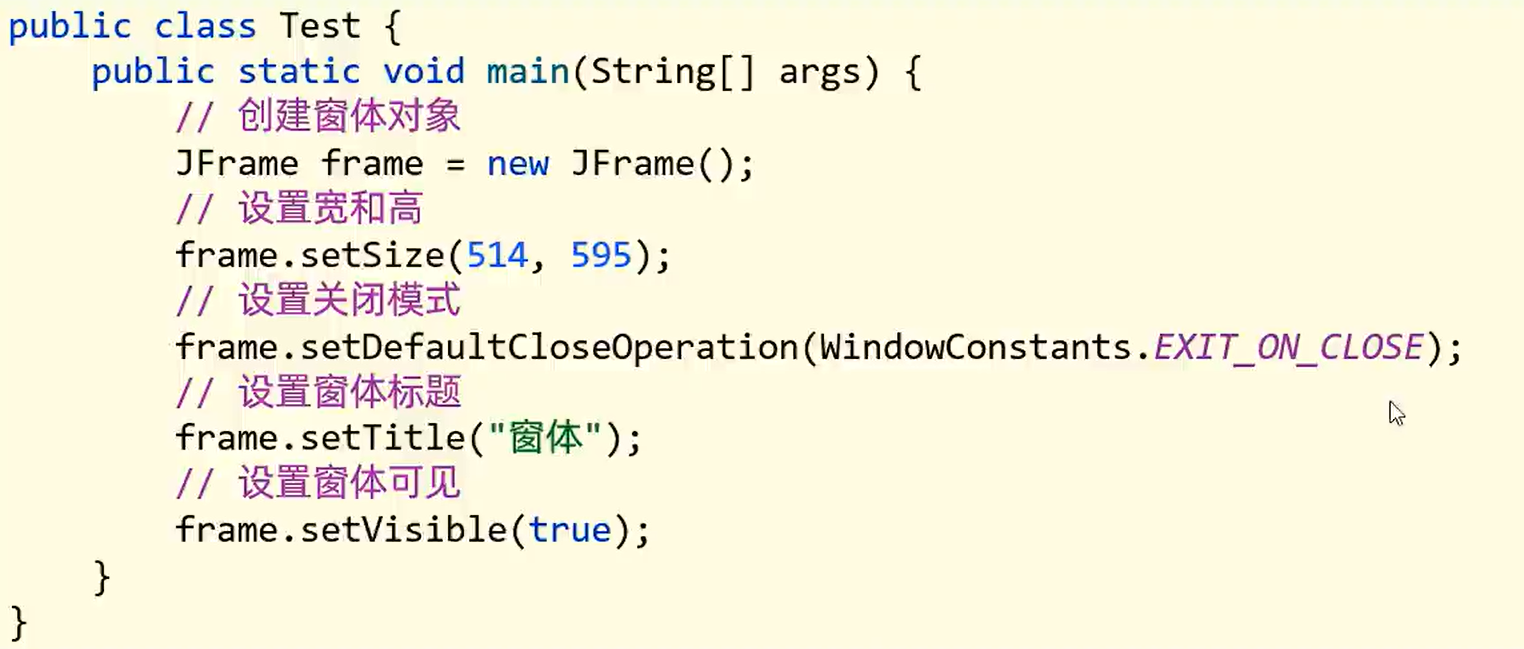 public class Test {
    public static void main(String[] args) {
        // 创建窗体对象
        JFrame frame = new JFrame();
        // 设置宽和高
        frame.setSize(514, 595);
        // 设置关闭模式
        frame.setDefaultCloseOperation(WindowConstants.EXIT_ON_CLOSE);
        // 设置窗体标题
        frame.setTitle("窗体");
        // 设置窗体可见
        frame.setVisible(true);
    }
}